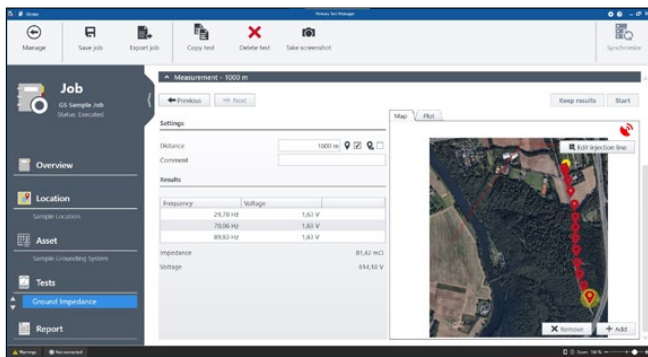 Home
Primary Test Manager
Manage
Save job
Export job
Copy test
Delete test
Take screenshot
Synchronize
Job
GS Sample Job
Status: Executed
Overview
Location
Sample Location
Asset
Sample Grounding System
Tests
Ground Impedance
Report
Measurement - 1000 m
Previous
Next
Keep results
Start
Settings
Distance 1000 m
Comment
Results
Frequency Voltage
29,78 Hz 1,63 V
70,06 Hz 1,63 V
89,83 Hz 1,63 V
Impedance 81,42 mΩ
Voltage 814,18 V
Map
Plot
Edit injection line
Remove
Add
Warnings
Not connected
Zoom